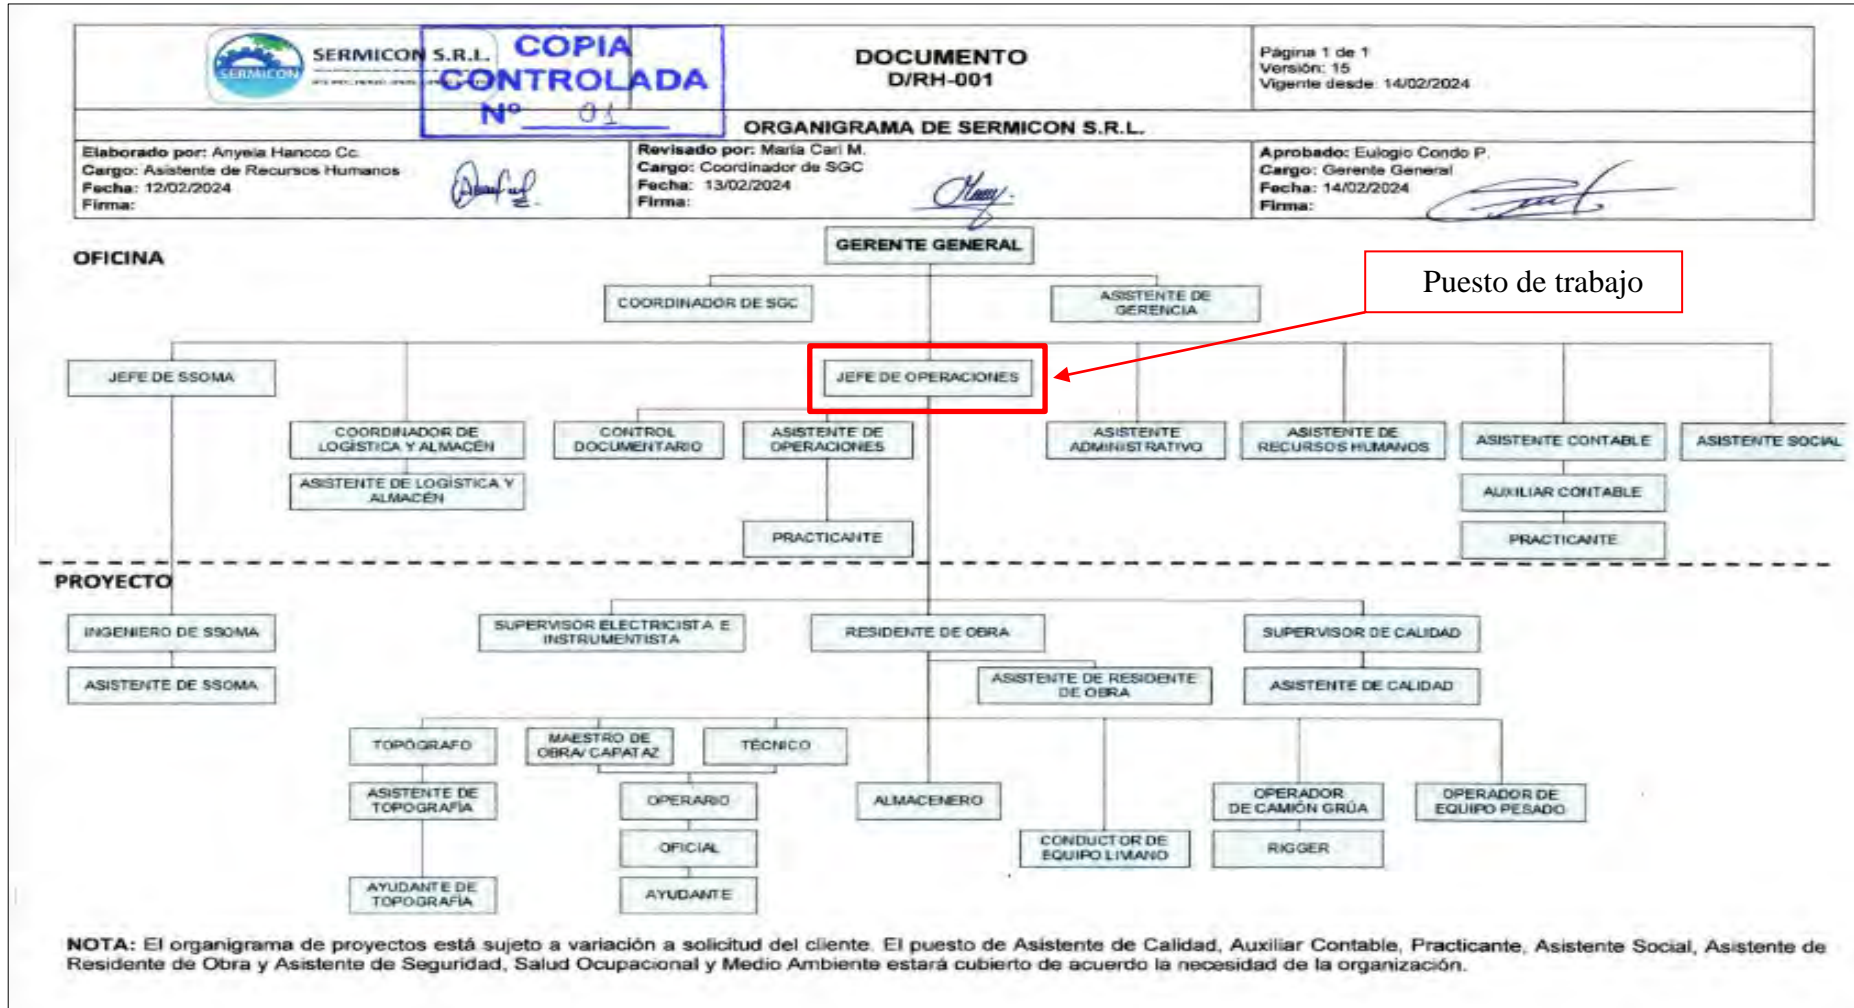 SERMICON S.R.L.
SERMICON
COPIA
CONTROLADA
Nº 01
DOCUMENTO
D/RH-001
Página 1 de 1
Versión: 15
Vigente desde: 14/02/2024
ORGANIGRAMA DE SERMICON S.R.L.
Elaborado por: Anyela Hancco Cc.
Cargo: Asistente de Recursos Humanos
Fecha: 12/02/2024
Firma:
Revisado por: María Cari M.
Cargo: Coordinador de SGC
Fecha: 13/02/2024
Firma:
Aprobado: Eulogio Condo P.
Cargo: Gerente General
Fecha: 14/02/2024
Firma:
OFICINA
GERENTE GENERAL
Puesto de trabajo
COORDINADOR DE SGC
ASISTENTE DE
GERENCIA
JEFE DE SSOMA
JEFE DE OPERACIONES
COORDINADOR DE
LOGÍSTICA Y ALMACÉN
CONTROL
DOCUMENTARIO
ASISTENTE DE
OPERACIONES
ASISTENTE
ADMINISTRATIVO
ASISTENTE DE
RECURSOS HUMANOS
ASISTENTE CONTABLE
ASISTENTE SOCIAL
ASISTENTE DE LOGÍSTICA Y
ALMACÉN
AUXILIAR CONTABLE
PRACTICANTE
PRACTICANTE
PROYECTO
INGENIERO DE SSOMA
SUPERVISOR ELECTRICISTA E
INSTRUMENTISTA
RESIDENTE DE OBRA
SUPERVISOR DE CALIDAD
ASISTENTE DE SSOMA
ASISTENTE DE RESIDENTE
DE OBRA
ASISTENTE DE CALIDAD
TOPÓGRAFO
MAESTRO DE
OBRA/ CAPATAZ
TÉCNICO
ASISTENTE DE
TOPOGRAFÍA
OPERARIO
ALMACENERO
OPERADOR
DE CAMIÓN GRÚA
OPERADOR DE
EQUIPO PESADO
OFICIAL
CONDUCTOR DE
EQUIPO LIVIANO
RIGGER
AYUDANTE DE
TOPOGRAFÍA
AYUDANTE
NOTA: El organigrama de proyectos está sujeto a variación a solicitud del cliente. El puesto de Asistente de Calidad, Auxiliar Contable, Practicante, Asistente Social, Asistente de
Residente de Obra y Asistente de Seguridad, Salud Ocupacional y Medio Ambiente estará cubierto de acuerdo la necesidad de la organización.